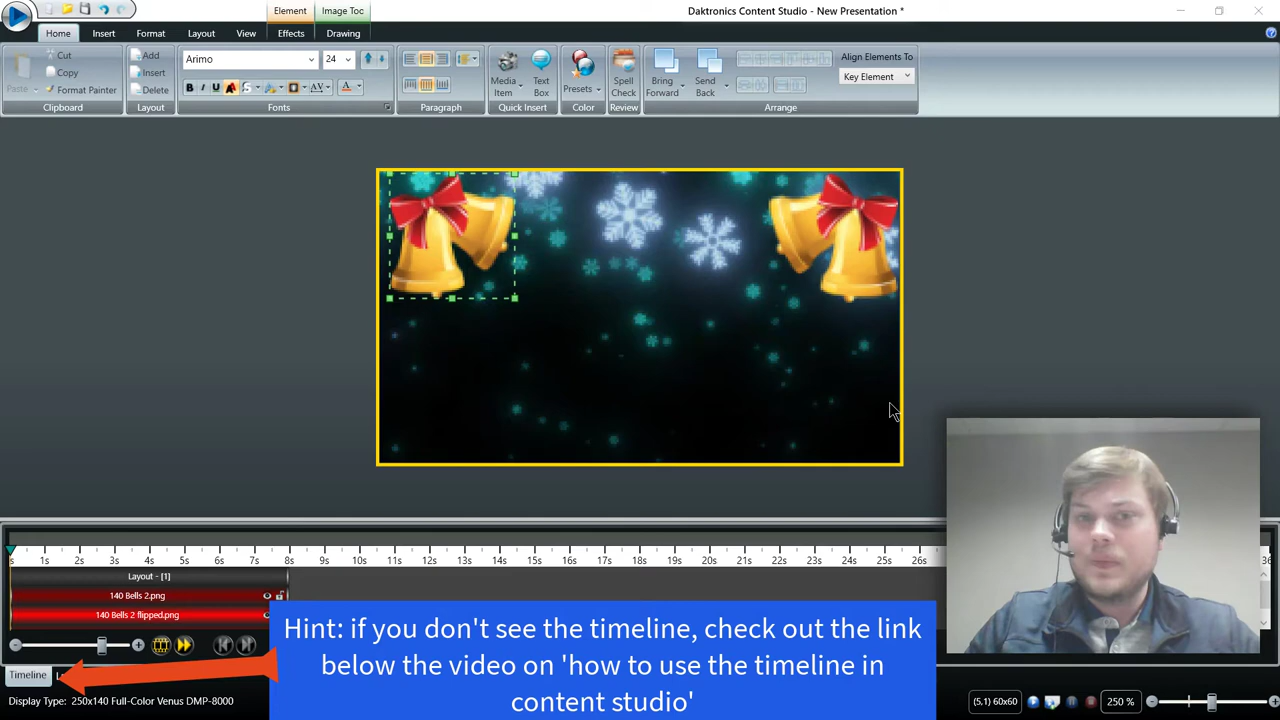 Element
Image Toc
Daktronics Content Studio - New Presentation *
Home
Insert
Format
Layout
View
Effects
Drawing
Paste
Cut
Copy
Format Painter
Clipboard
Add
Insert
Delete
Layout
Arimo
24
B I U A S AV A
Fonts
Paragraph
Media Item
Text Box
Quick Insert
Presets
Color
Spell Check
Review
Bring Forward
Send Back
Align Elements To
Key Element
Arrange
s 1s 2s 3s 4s 5s 6s 7s 8s 9s 10s 11s 12s 13s 14s 15s 16s 17s 18s 19s 20s 21s 22s 23s 24s 25s 26s 36
Layout - [1]
140 Bells 2.png
140 Bells 2 flipped.png
Hint: if you don't see the timeline, check out the link
below the video on 'how to use the timeline in
content studio'
Timeline
Display Type: 250x140 Full-Color Venus DMP-8000
(5,1) 60x60
250 %